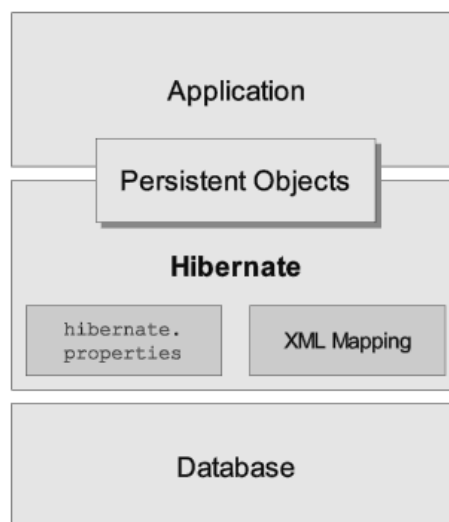 Application
Persistent Objects
Hibernate
hibernate.
properties
XML Mapping
Database